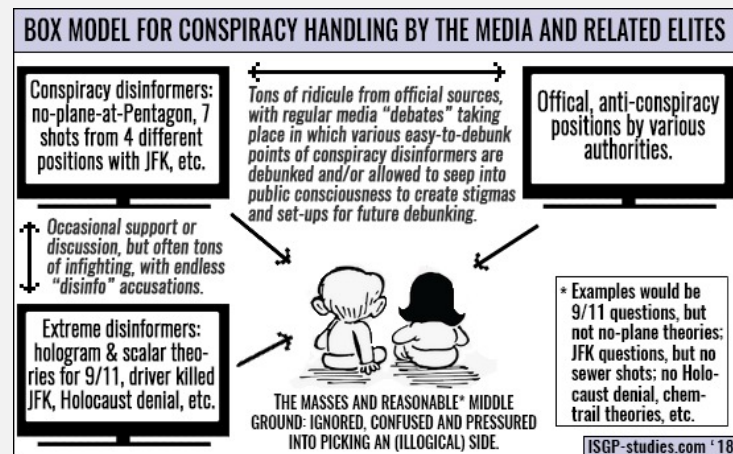 BOX MODEL FOR CONSPIRACY HANDLING BY THE MEDIA AND RELATED ELITES
Conspiracy disinformers:
no-plane-at-Pentagon, 7
shots from 4 different
positions with JFK, etc.
Tons of ridicule from official sources,
with regular media “debates” taking
place in which various easy-to-debunk
points of conspiracy disinformers are
debunked and/or allowed to seep into
public consciousness to create stigmas
and set-ups for future debunking.
Offical, anti-conspiracy
positions by various
authorities.
Occasional support or
discussion, but often tons
of infighting, with endless
“disinfo” accusations.
Extreme disinformers:
hologram & scalar theo-
ries for 9/11, driver killed
JFK, Holocaust denial, etc.
THE MASSES AND REASONABLE* MIDDLE
GROUND: IGNORED, CONFUSED AND PRESSURED
INTO PICKING AN (ILLOGICAL) SIDE.
* Examples would be
9/11 questions, but
not no-plane theories;
JFK questions, but no
sewer shots; no Holo-
caust denial, chem-
trail theories, etc.
ISGP-studies.com ‘18